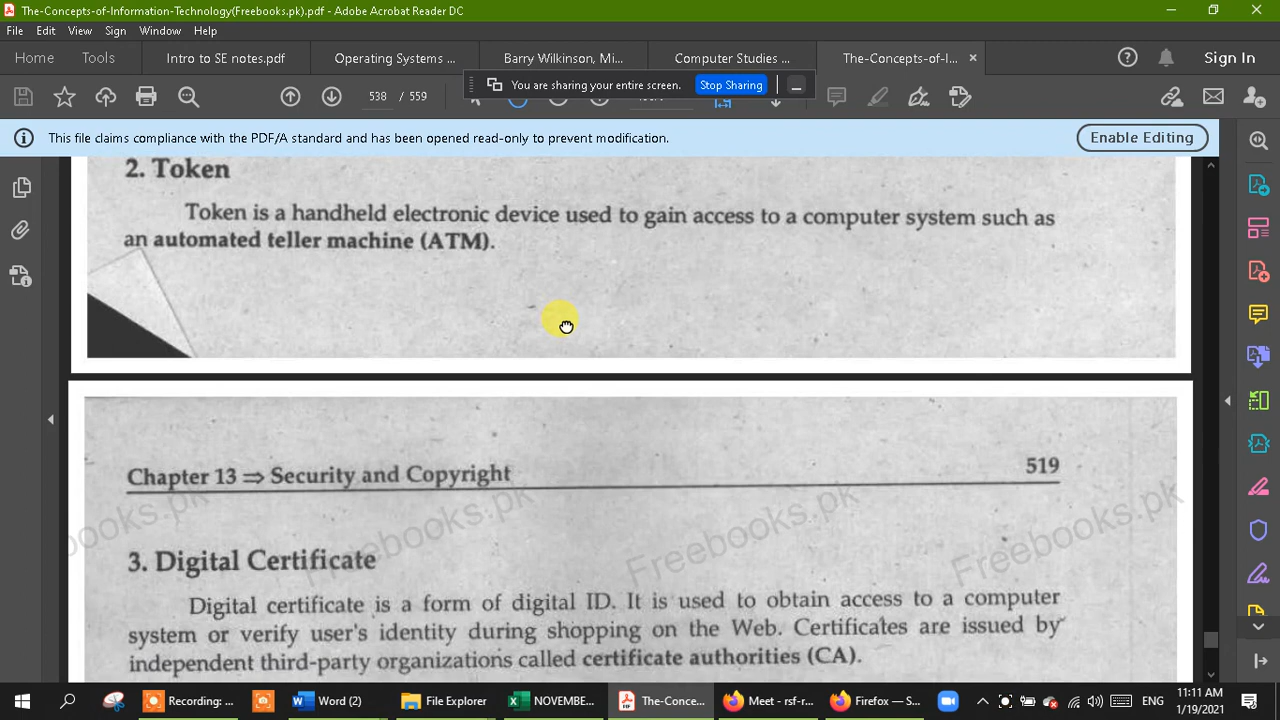 The-Concepts-of-Information-Technology(Freebooks.pk).pdf - Adobe Acrobat Reader DC
File Edit View Sign Window Help
Home Tools Intro to SE notes.pdf Operating Systems ... Barry Wilkinson, Mi... Computer Studies ... The-Concepts-of-I... Sign In
You are sharing your entire screen. Stop Sharing
538 / 559
This file claims compliance with the PDF/A standard and has been opened read-only to prevent modification. Enable Editing
2. Token
Token is a handheld electronic device used to gain access to a computer system such as
an automated teller machine (ATM).
Chapter 13 ⇒ Security and Copyright 519
Freebooks.pk Freebooks.pk Freebooks.pk
3. Digital Certificate
Digital certificate is a form of digital ID. It is used to obtain access to a computer
system or verify user's identity during shopping on the Web. Certificates are issued by
independent third-party organizations called certificate authorities (CA).
Recording:... Word (2) File Explorer NOVEMBE... The-Conce... Meet - rsf-r... Firefox — S... ENG 11:11 AM
1/19/2021